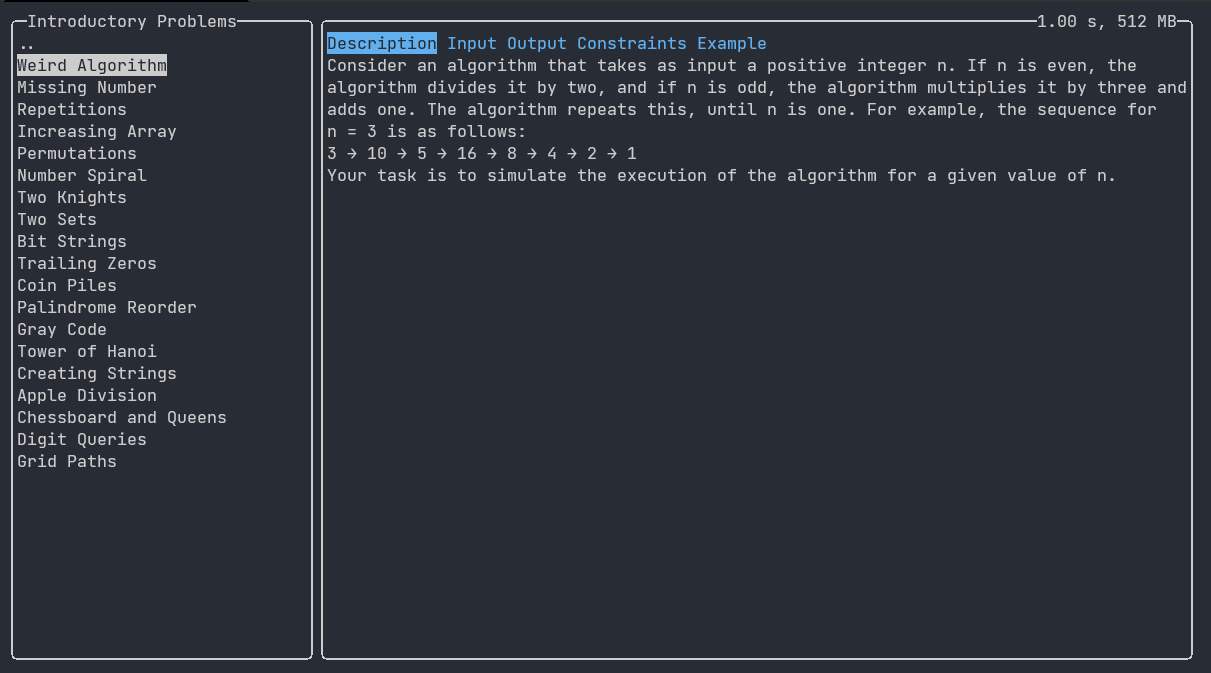 Introductory Problems
..
Weird Algorithm
Missing Number
Repetitions
Increasing Array
Permutations
Number Spiral
Two Knights
Two Sets
Bit Strings
Trailing Zeros
Coin Piles
Palindrome Reorder
Gray Code
Tower of Hanoi
Creating Strings
Apple Division
Chessboard and Queens
Digit Queries
Grid Paths
1.00 s, 512 MB
Description Input Output Constraints Example
Consider an algorithm that takes as input a positive integer n. If n is even, the
algorithm divides it by two, and if n is odd, the algorithm multiplies it by three and
adds one. The algorithm repeats this, until n is one. For example, the sequence for
n = 3 is as follows:
3 → 10 → 5 → 16 → 8 → 4 → 2 → 1
Your task is to simulate the execution of the algorithm for a given value of n.